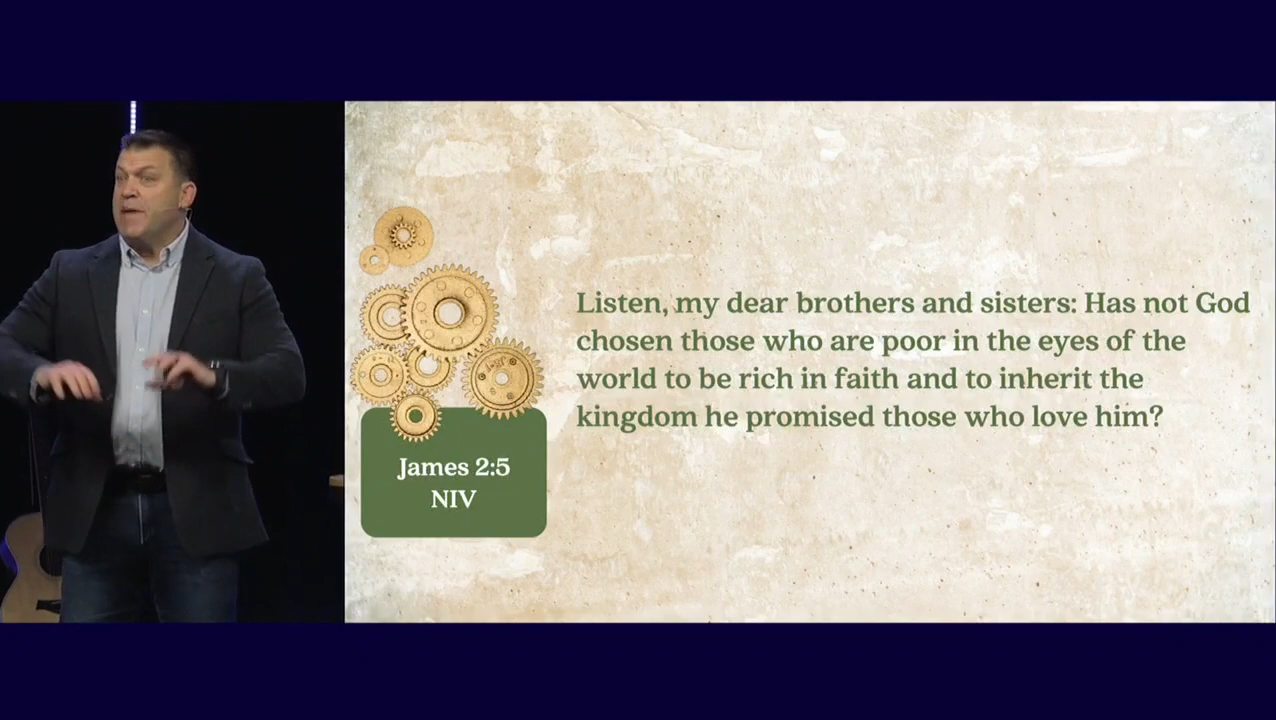 Listen, my dear brothers and sisters: Has not God
chosen those who are poor in the eyes of the
world to be rich in faith and to inherit the
kingdom he promised those who love him?
James 2:5
NIV